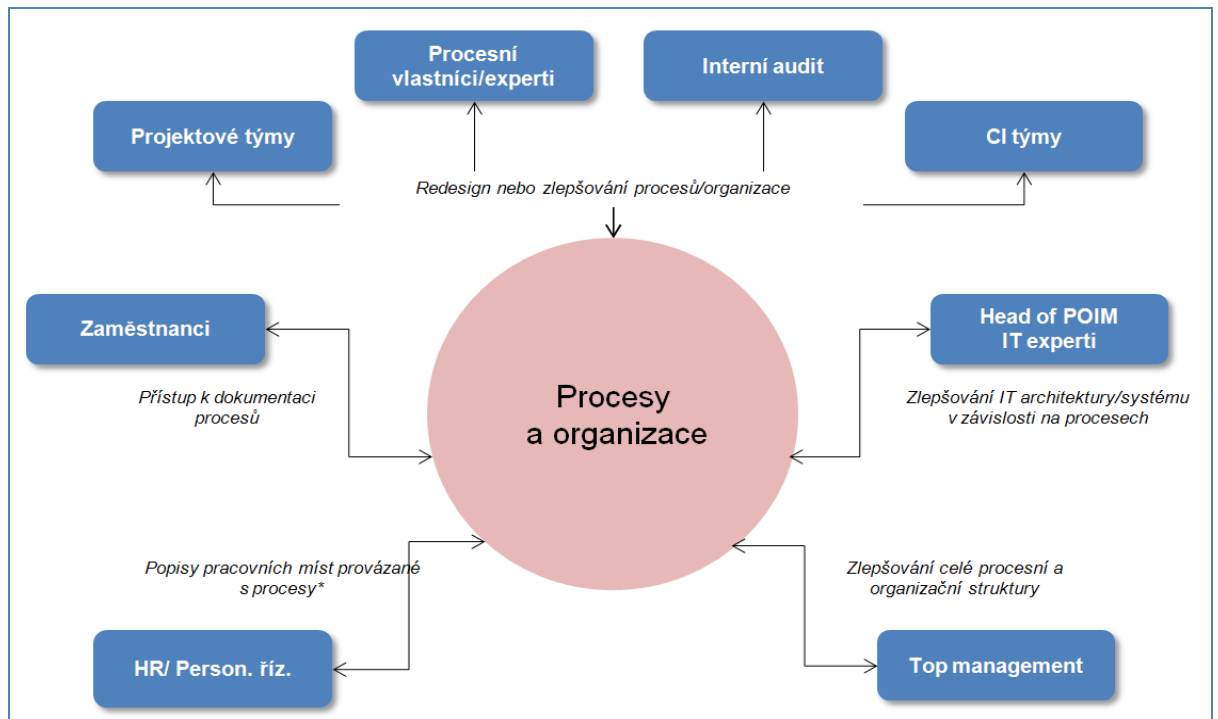 Procesní
vlastníci/experti
Interní audit
Projektové týmy
CI týmy
Redesign nebo zlepšování procesů/organizace
Zaměstnanci
Head of POIM
IT experti
Přístup k dokumentaci
procesů
Procesy
a organizace
Zlepšování IT architektury/systému
v závislosti na procesech
Popisy pracovních míst provázané
s procesy*
Zlepšování celé procesní a
organizační struktury
HR/ Person. říz.
Top management